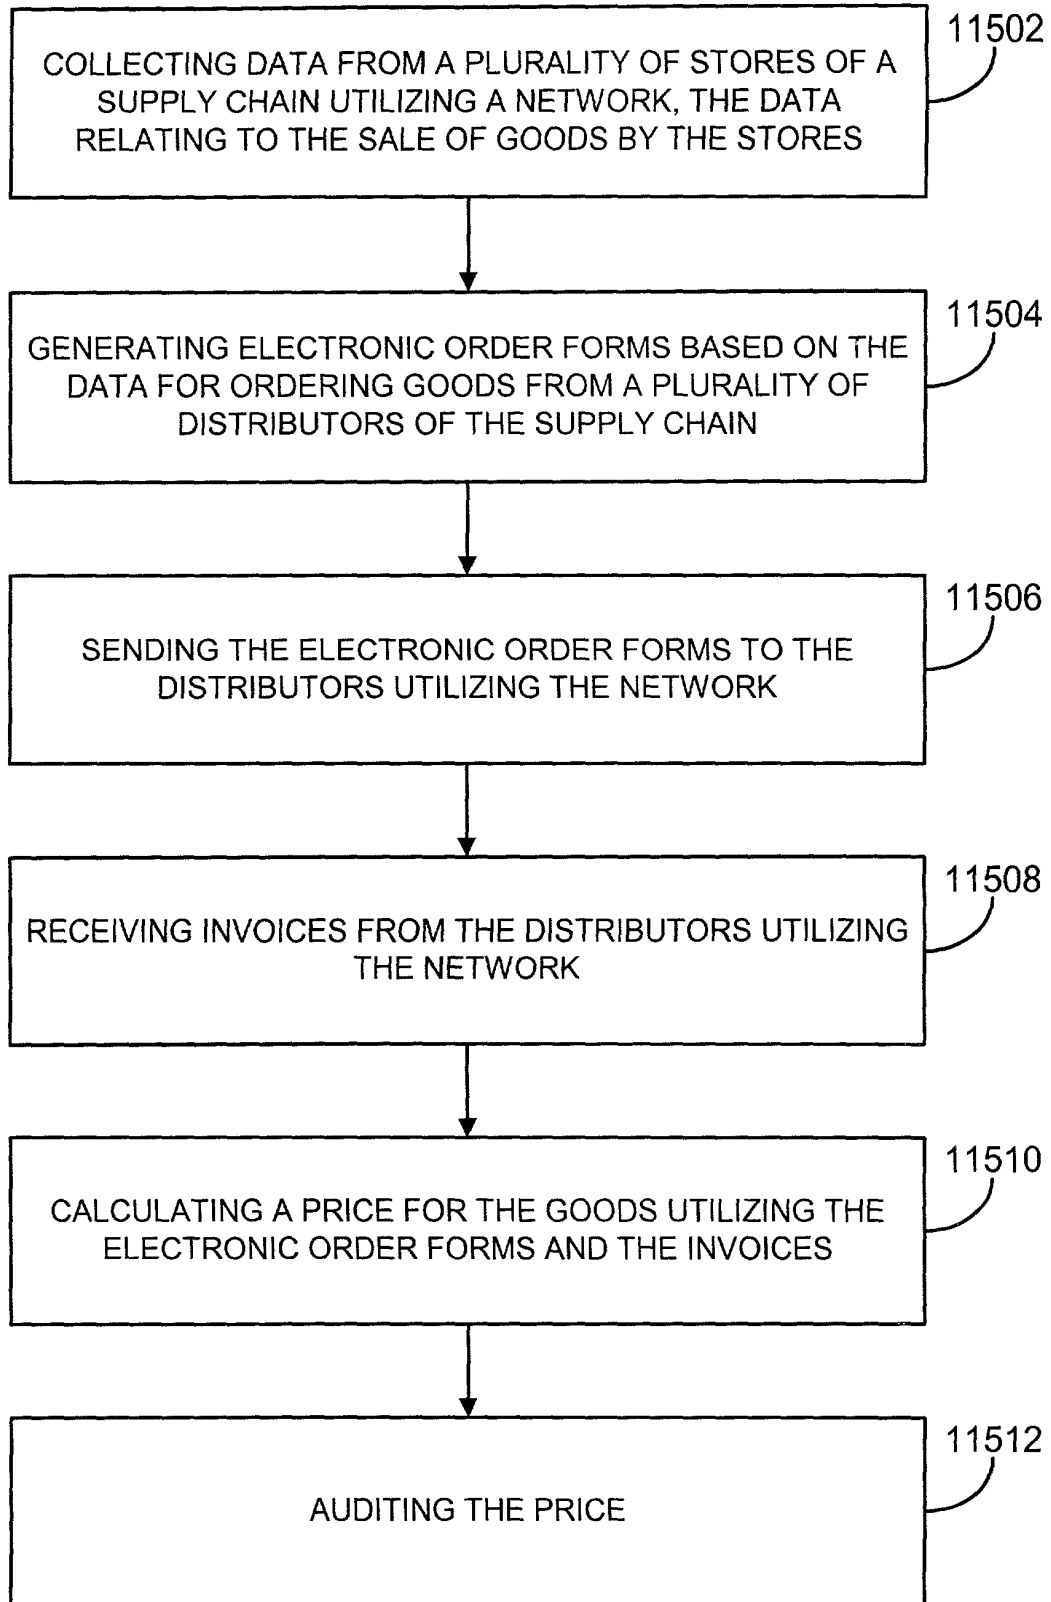 11502
COLLECTING DATA FROM A PLURALITY OF STORES OF A
SUPPLY CHAIN UTILIZING A NETWORK, THE DATA
RELATING TO THE SALE OF GOODS BY THE STORES
11504
GENERATING ELECTRONIC ORDER FORMS BASED ON THE
DATA FOR ORDERING GOODS FROM A PLURALITY OF
DISTRIBUTORS OF THE SUPPLY CHAIN
11506
SENDING THE ELECTRONIC ORDER FORMS TO THE
DISTRIBUTORS UTILIZING THE NETWORK
11508
RECEIVING INVOICES FROM THE DISTRIBUTORS UTILIZING
THE NETWORK
11510
CALCULATING A PRICE FOR THE GOODS UTILIZING THE
ELECTRONIC ORDER FORMS AND THE INVOICES
11512
AUDITING THE PRICE